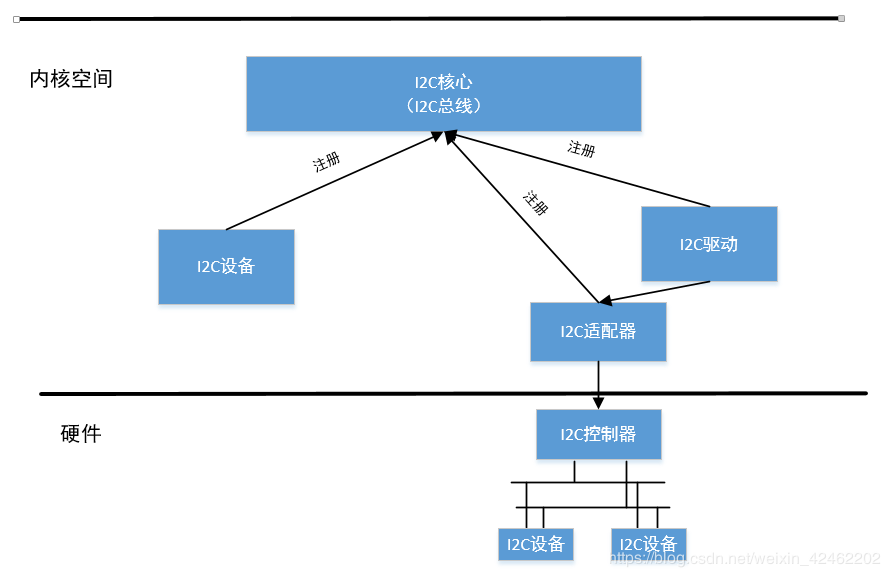 内核空间
I2C核心
（I2C总线）
注册
注册
注册
I2C设备
I2C驱动
I2C适配器
硬件
I2C控制器
I2C设备
I2C设备
https://blog.csdn.net/weixin_42462202